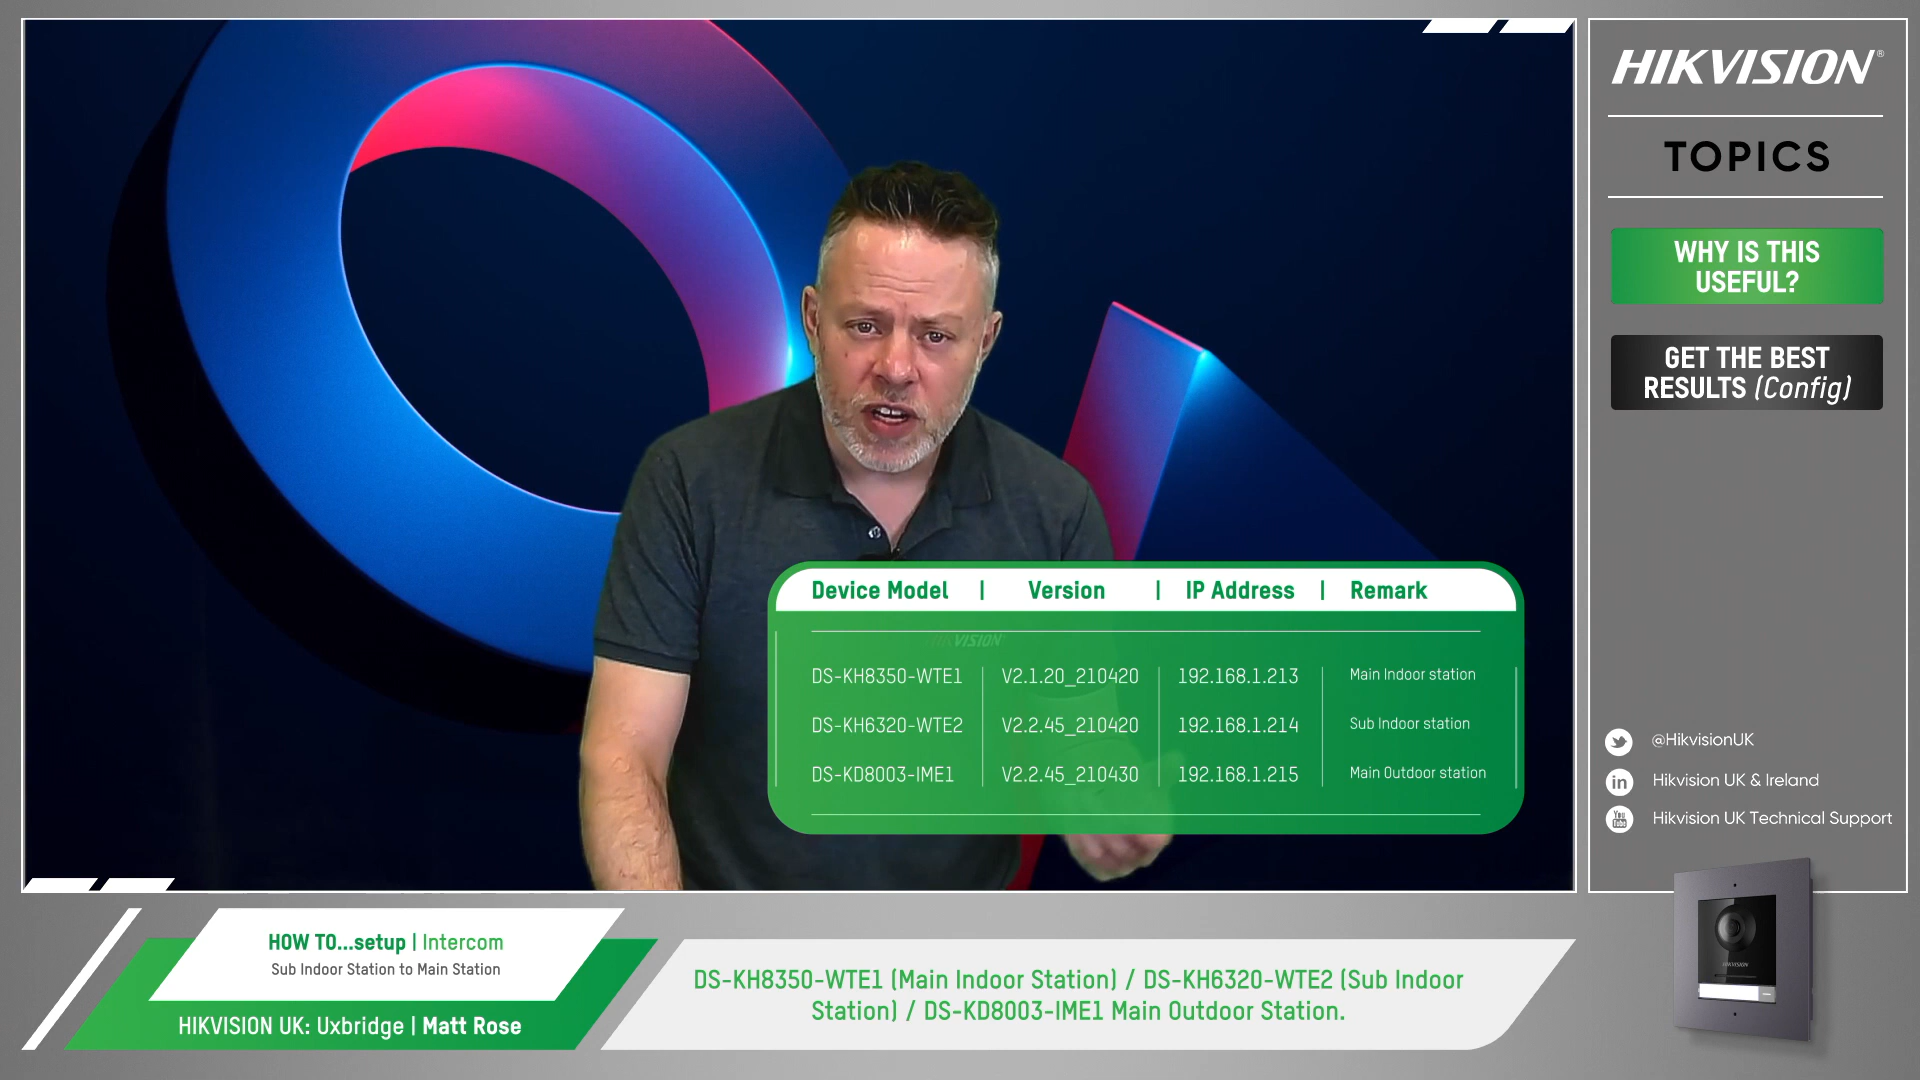 HIKVISION®
TOPICS
WHY IS THIS
USEFUL?
GET THE BEST
RESULTS (Config)
Device Model | Version | IP Address | Remark
HIKVISION
DS-KH8350-WTE1 V2.1.20_210420 192.168.1.213 Main Indoor station
DS-KH6320-WTE2 V2.2.45_210420 192.168.1.214 Sub Indoor station
DS-KD8003-IME1 V2.2.45_210430 192.168.1.215 Main Outdoor station
@HikvisionUK
in Hikvision UK & Ireland
You Tube Hikvision UK Technical Support
HOW TO...setup | Intercom
Sub Indoor Station to Main Station
HIKVISION UK: Uxbridge | Matt Rose
DS-KH8350-WTE1 (Main Indoor Station) / DS-KH6320-WTE2 (Sub Indoor
Station) / DS-KD8003-IME1 Main Outdoor Station.
HIKVISION